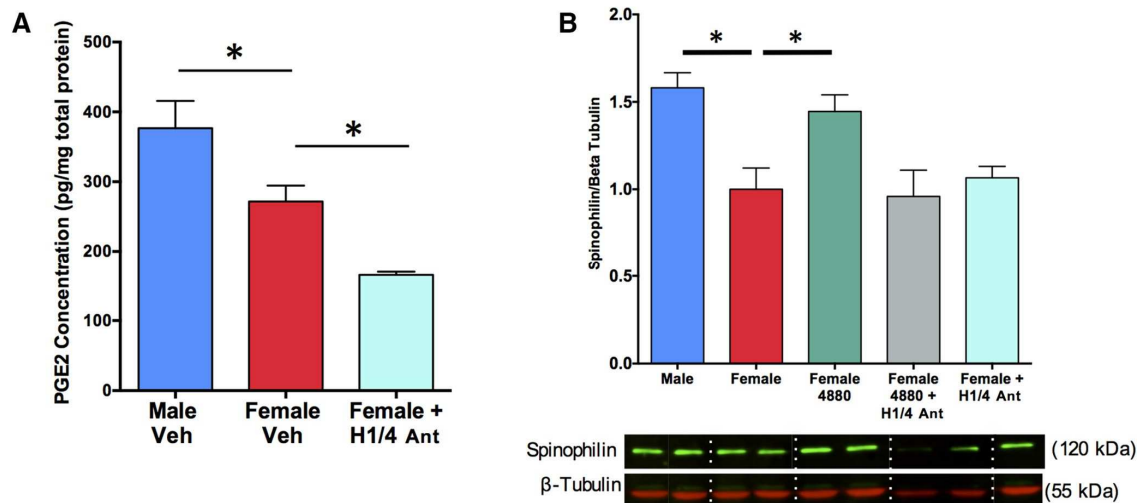 A
PGE2 Concentration (pg/mg total protein)
500
400
300
200
100
0
*
*
Male
Veh
Female
Veh
Female +
H1/4 Ant
B
Spinophilin/Beta Tubulin
2.0
1.5
1.0
0.5
0.0
*
*
Male
Female
Female
4880
Female
4880 +
H1/4 Ant
Female +
H1/4 Ant
Spinophilin
(120 kDa)
β-Tubulin
(55 kDa)